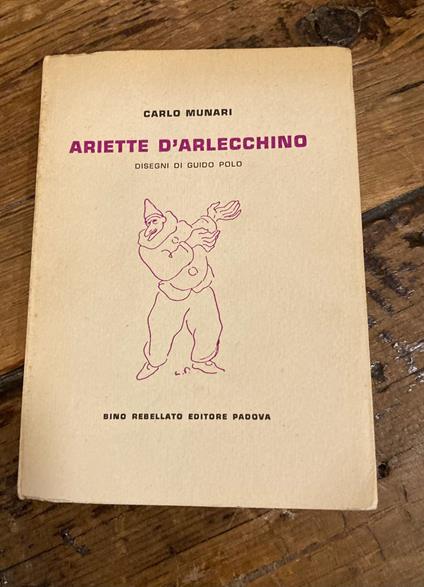 CARLO MUNARI
ARIETTE D'ARLECCHINO
DISEGNI DI GUIDO POLO
BINO REBELLATO EDITORE PADOVA